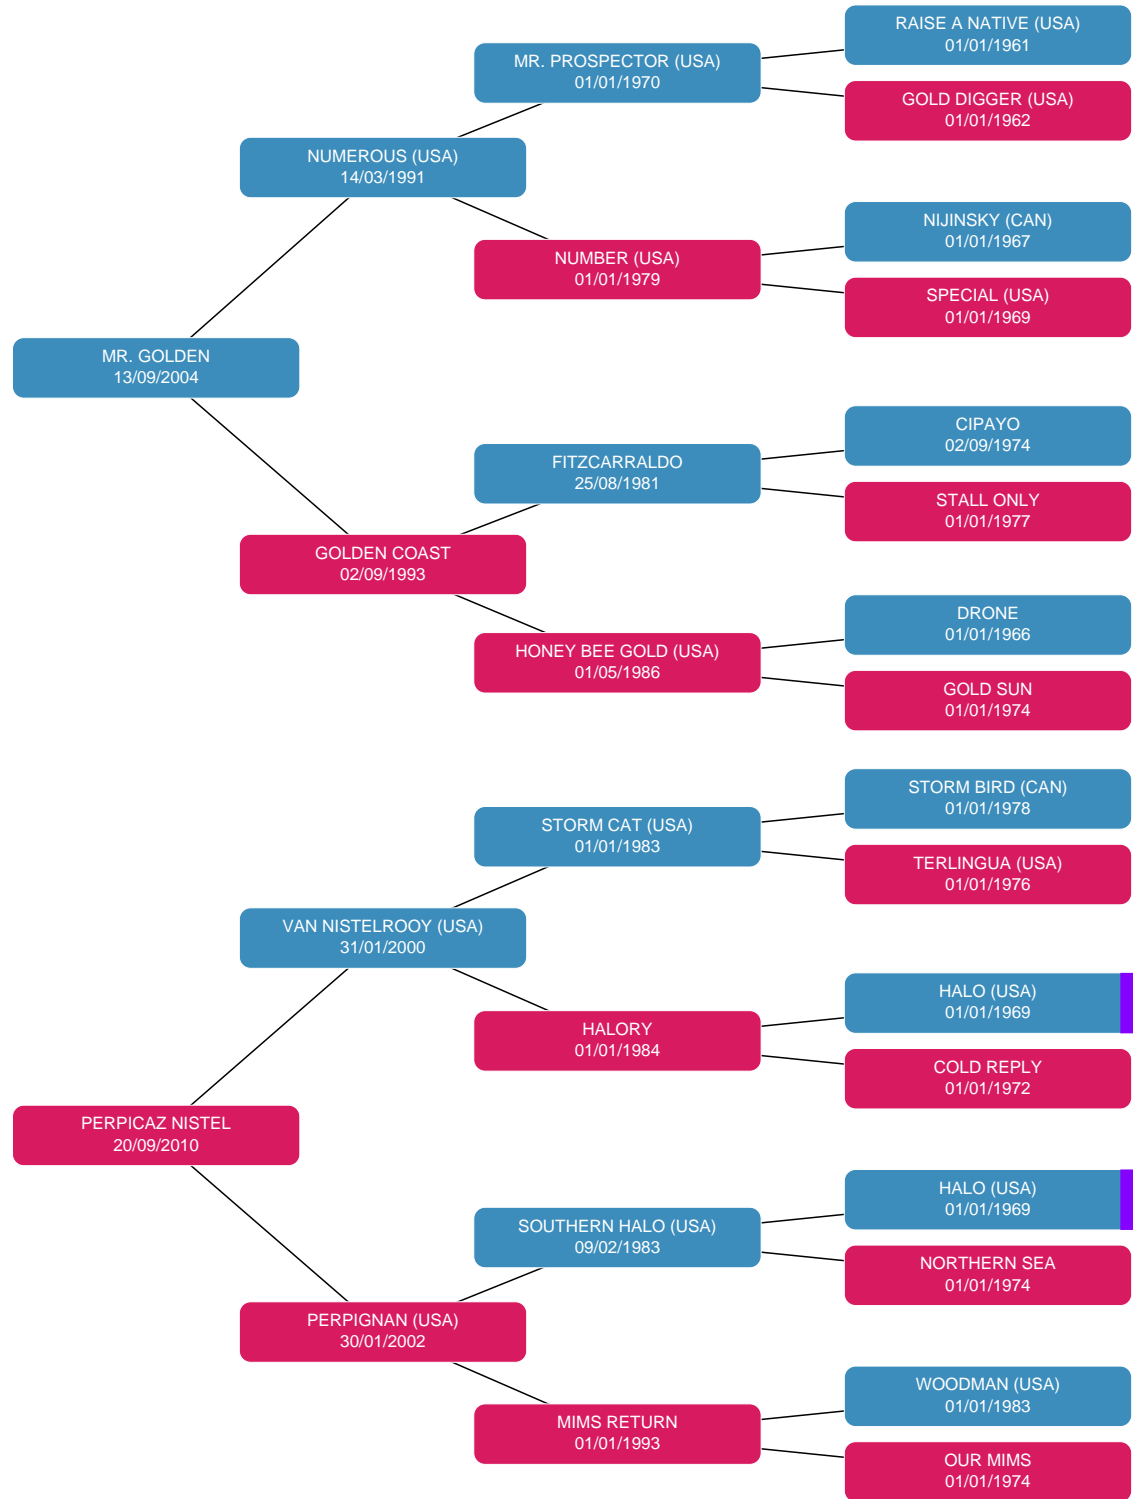 RAISE A NATIVE (USA)
01/01/1961
MR. PROSPECTOR (USA)
01/01/1970
GOLD DIGGER (USA)
01/01/1962
NUMEROUS (USA)
14/03/1991
NIJINSKY (CAN)
01/01/1967
NUMBER (USA)
01/01/1979
SPECIAL (USA)
01/01/1969
MR. GOLDEN
13/09/2004
CIPAYO
02/09/1974
FITZCARRALDO
25/08/1981
STALL ONLY
01/01/1977
GOLDEN COAST
02/09/1993
DRONE
01/01/1966
HONEY BEE GOLD (USA)
01/05/1986
GOLD SUN
01/01/1974
STORM BIRD (CAN)
01/01/1978
STORM CAT (USA)
01/01/1983
TERLINGUA (USA)
01/01/1976
VAN NISTELROOY (USA)
31/01/2000
HALO (USA)
01/01/1969
HALORY
01/01/1984
COLD REPLY
01/01/1972
PERPICAZ NISTEL
20/09/2010
HALO (USA)
01/01/1969
SOUTHERN HALO (USA)
09/02/1983
NORTHERN SEA
01/01/1974
PERPIGNAN (USA)
30/01/2002
WOODMAN (USA)
01/01/1983
MIMS RETURN
01/01/1993
OUR MIMS
01/01/1974